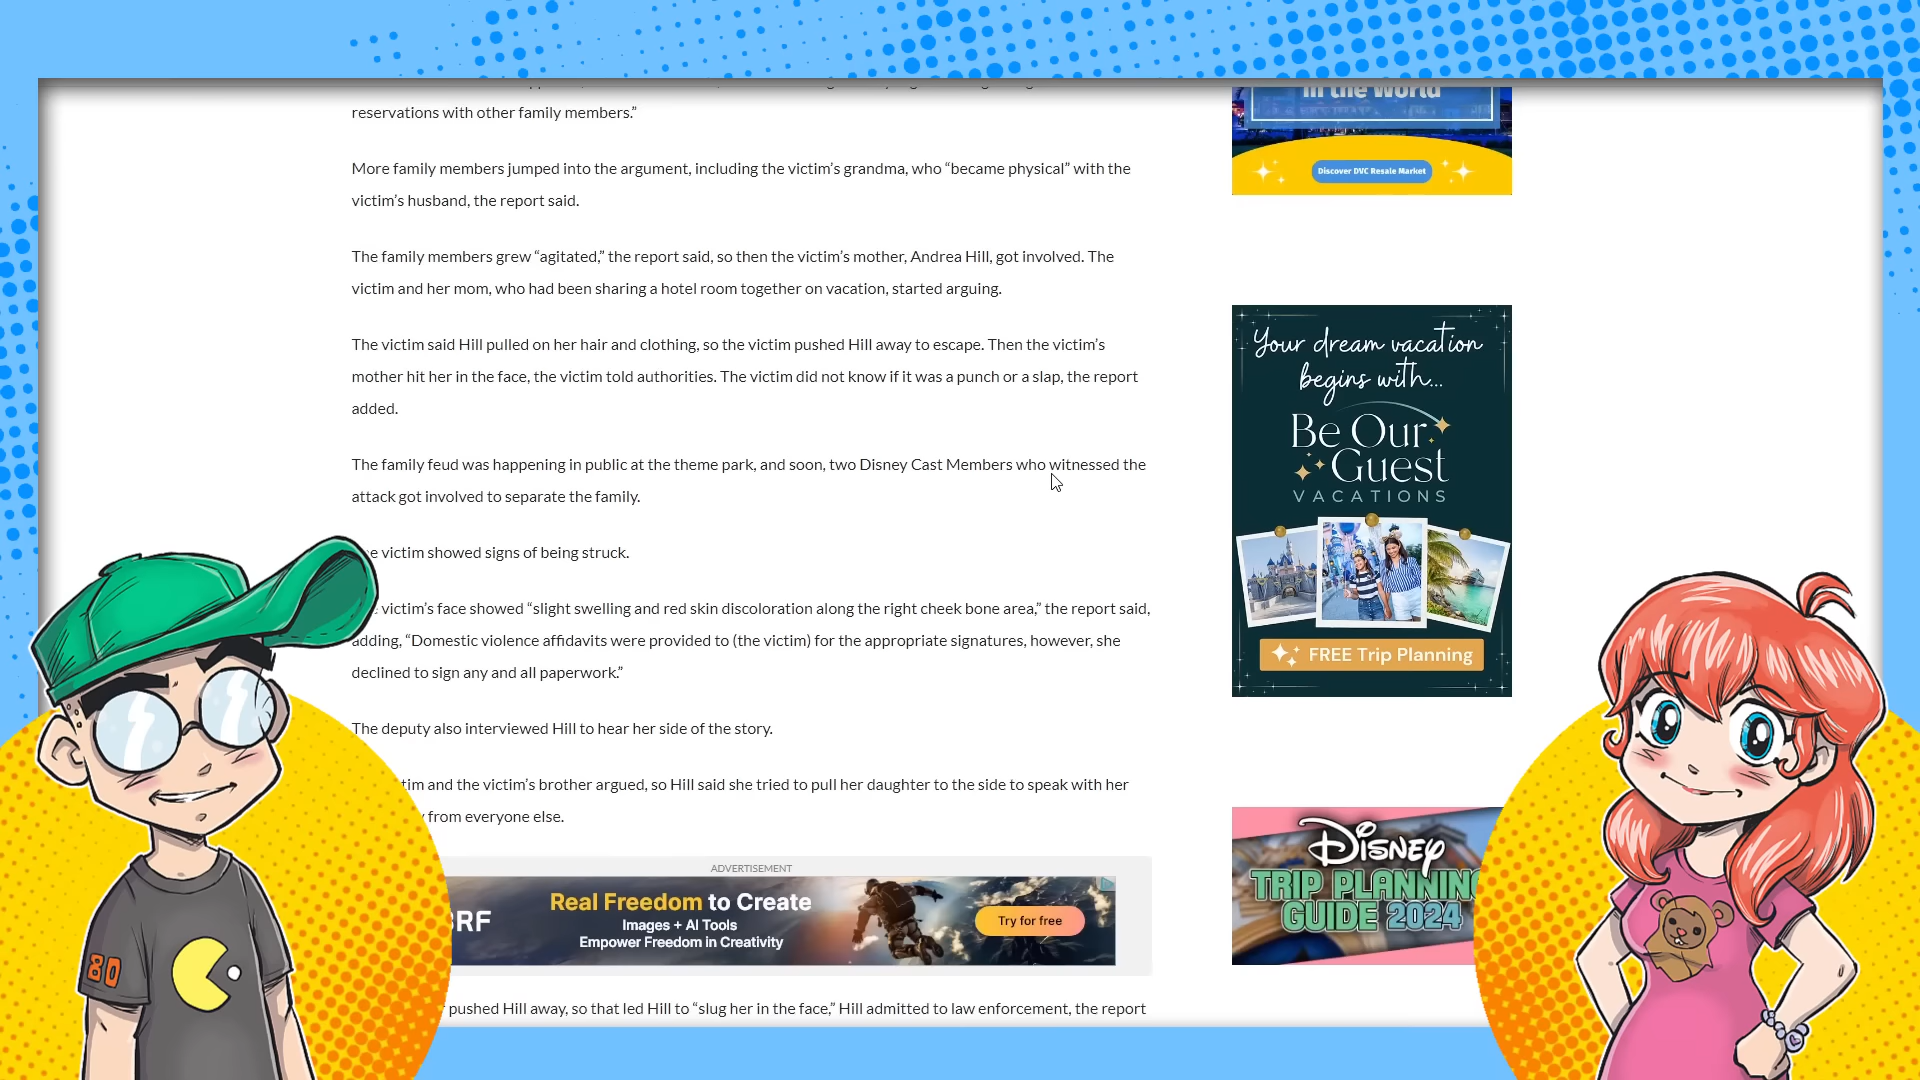 in the World
reservations with other family members.”
Discover DVC Resale Market
More family members jumped into the argument, including the victim’s grandma, who “became physical” with the
victim’s husband, the report said.
The family members grew “agitated,” the report said, so then the victim’s mother, Andrea Hill, got involved. The
victim and her mom, who had been sharing a hotel room together on vacation, started arguing.
The victim said Hill pulled on her hair and clothing, so the victim pushed Hill away to escape. Then the victim’s
mother hit her in the face, the victim told authorities. The victim did not know if it was a punch or a slap, the report
added.
The family feud was happening in public at the theme park, and soon, two Disney Cast Members who witnessed the
attack got involved to separate the family.
victim showed signs of being struck.
victim’s face showed “slight swelling and red skin discoloration along the right cheek bone area,” the report said,
adding, “Domestic violence affidavits were provided to (the victim) for the appropriate signatures, however, she
declined to sign any and all paperwork.”
The deputy also interviewed Hill to hear her side of the story.
and the victim’s brother argued, so Hill said she tried to pull her daughter to the side to speak with her
from everyone else.
ADVERTISEMENT
Real Freedom to Create
Images + AI Tools
Empower Freedom in Creativity
Try for free
pushed Hill away, so that led Hill to “slug her in the face,” Hill admitted to law enforcement, the report
Your dream vacation
begins with...
Be Our
Guest
VACATIONS
FREE Trip Planning
Disney
TRIP PLANNING
GUIDE 2024
80